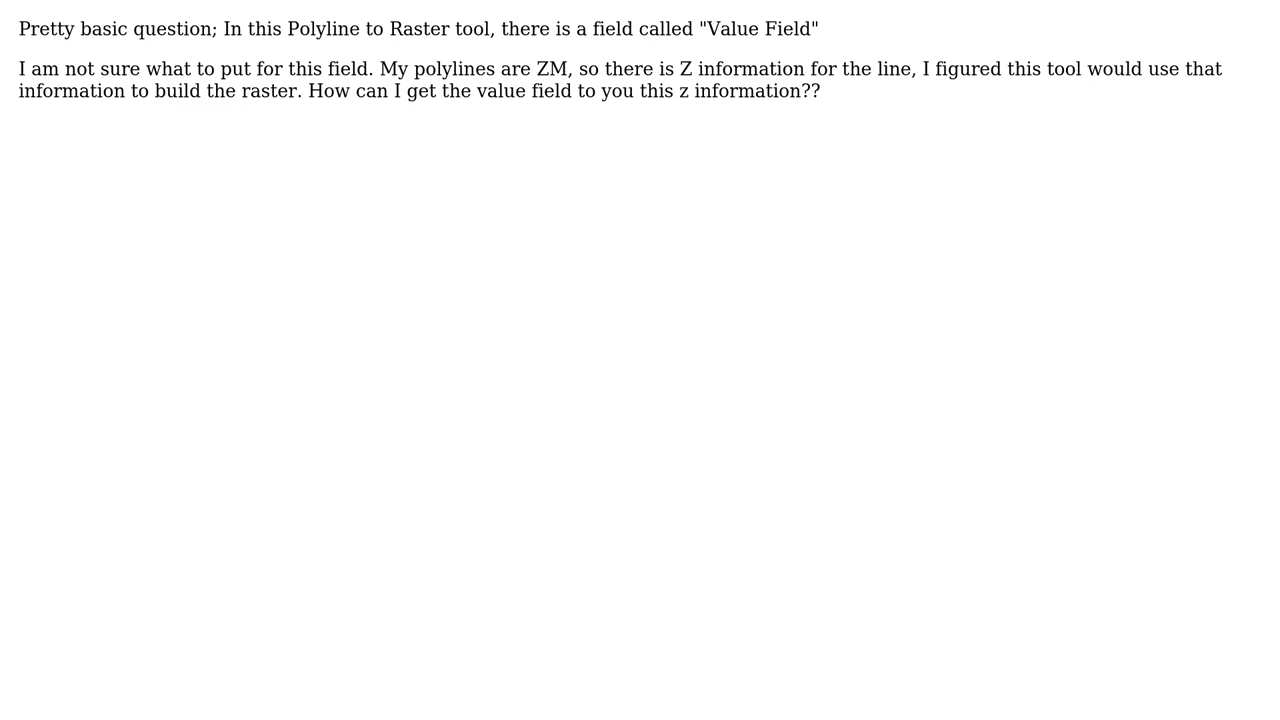 Pretty basic question; In this Polyline to Raster tool, there is a field called "Value Field"
I am not sure what to put for this field. My polylines are ZM, so there is Z information for the line, I figured this tool would use that
information to build the raster. How can I get the value field to you this z information??